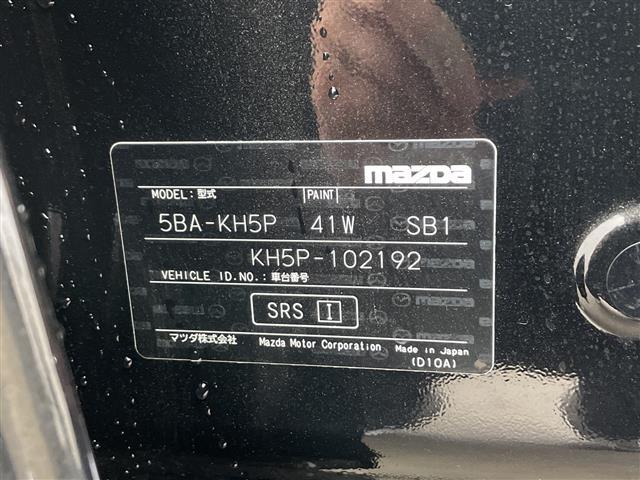 mazda
MODEL:型式 PAINT
5BA-KH5P 41W SB1
KH5P-102192
VEHICLE ID.NO.:車台番号
SRS I
マツダ株式会社 Mazda Motor Corporation Made in Japan
(D10A)